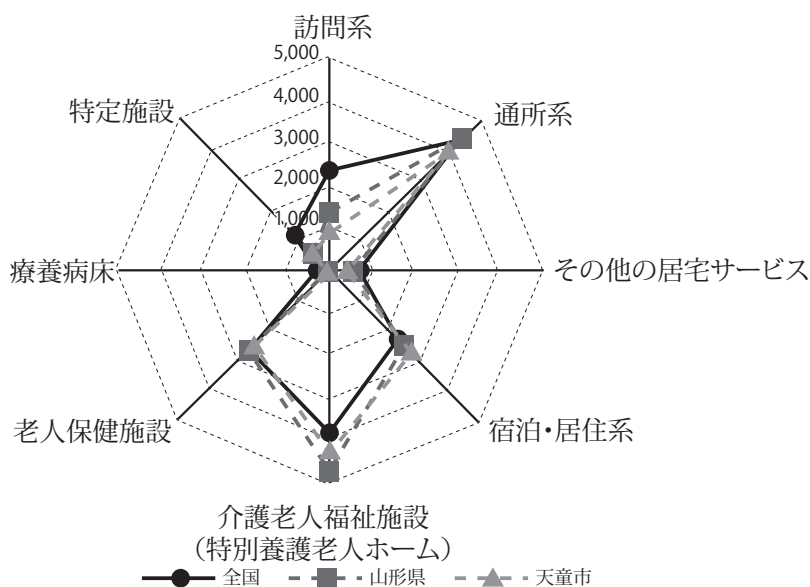 訪問系
5,000
4,000
3,000
2,000
1,000
特定施設
通所系
療養病床
その他の居宅サービス
老人保健施設
宿泊・居住系
介護老人福祉施設
（特別養護老人ホーム）
全国 山形県 天童市